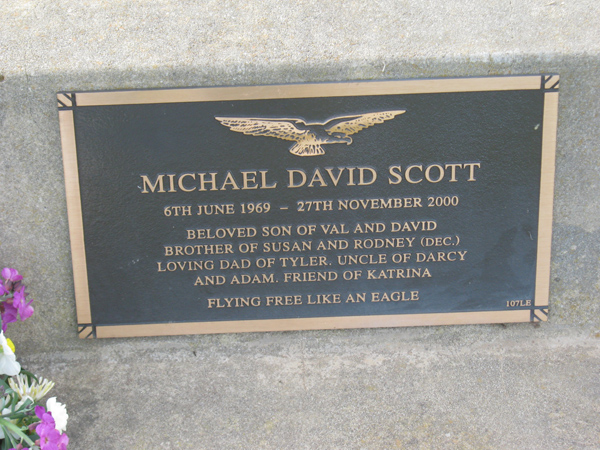 MICHAEL DAVID SCOTT
6TH JUNE 1969 - 27TH NOVEMBER 2000
BELOVED SON OF VAL AND DAVID
BROTHER OF SUSAN AND RODNEY (DEC.)
LOVING DAD OF TYLER. UNCLE OF DARCY
AND ADAM. FRIEND OF KATRINA
FLYING FREE LIKE AN EAGLE
107LE